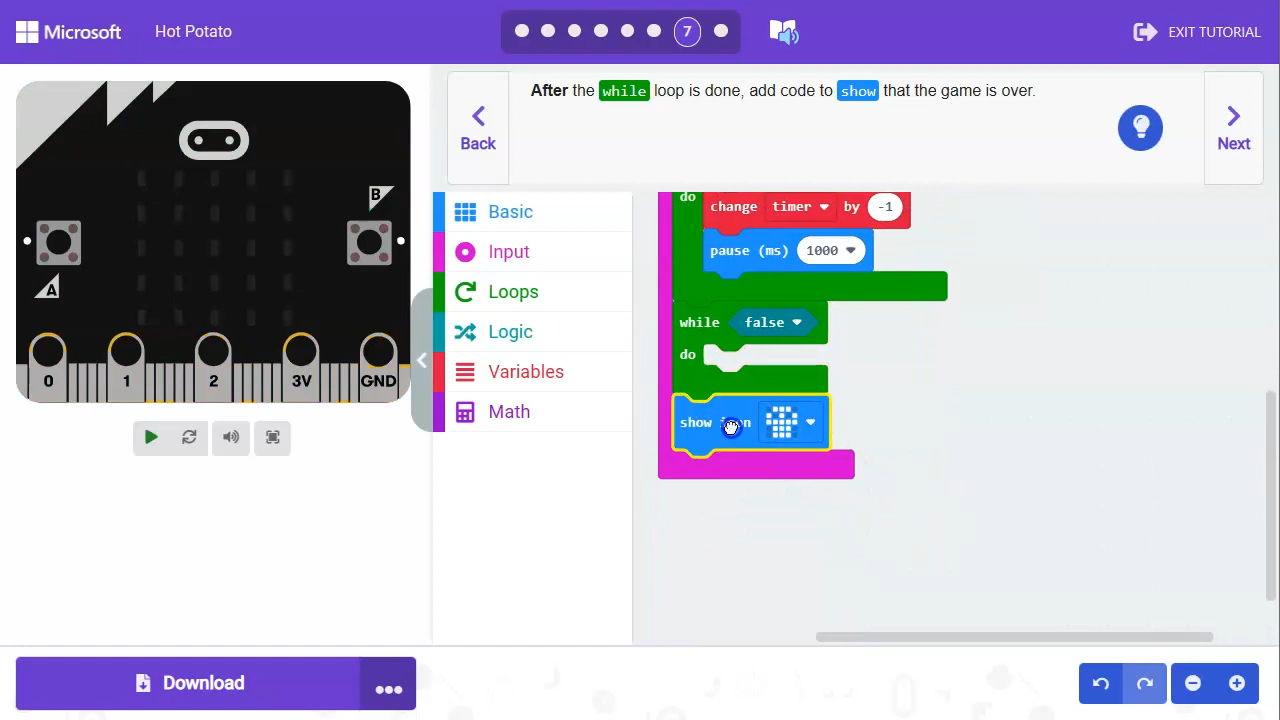 Microsoft
Hot Potato
7
EXIT TUTORIAL
After the while loop is done, add code to show that the game is over.
Back
Next
B
A
0 1 2 3V GND
Basic
Input
Loops
Logic
Variables
Math
do
change timer by -1
pause (ms) 1000
while false
do
show icon
Download